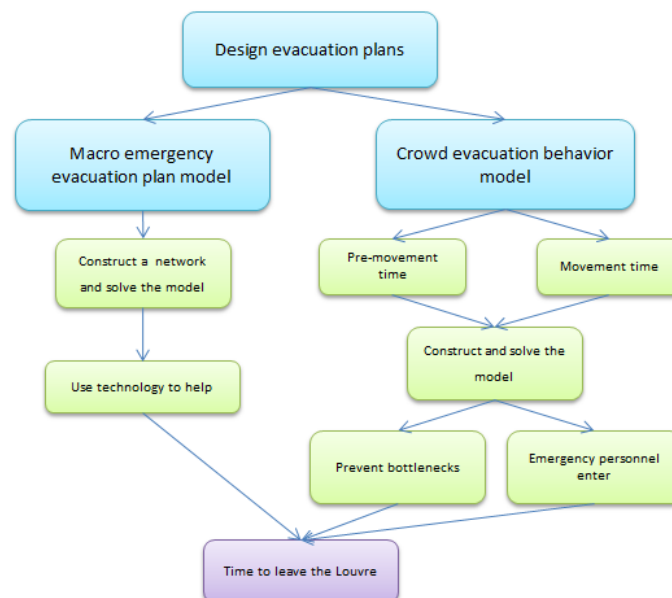 Design evacuation plans
Macro emergency
evacuation plan model
Crowd evacuation behavior
model
Construct a network
and solve the model
Pre-movement
time
Movement time
Construct and solve the
model
Use technology to help
Prevent bottlenecks
Emergency personnel
enter
Time to leave the Louvre